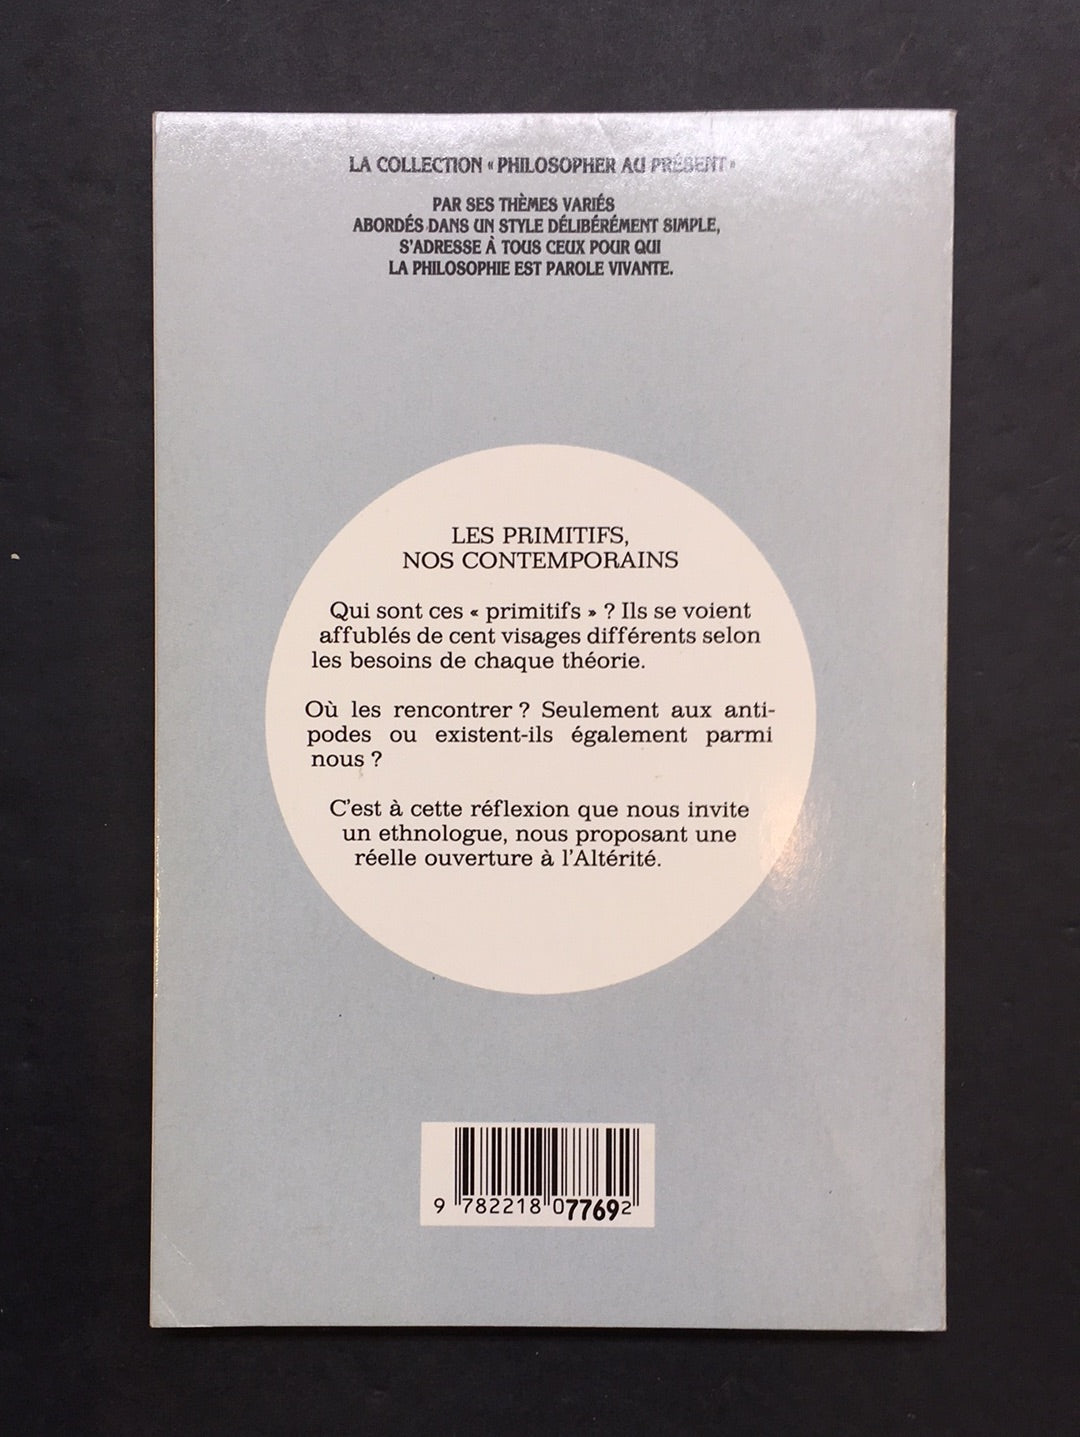 LA COLLECTION « PHILOSOPHER AU PRÉSENT »
PAR SES THÈMES VARIÉS
ABORDÉS DANS UN STYLE DÉLIBÉRÉMENT SIMPLE,
S'ADRESSE À TOUS CEUX POUR QUI
LA PHILOSOPHIE EST PAROLE VIVANTE.
LES PRIMITIFS,
NOS CONTEMPORAINS
Qui sont ces « primitifs » ? Ils se voient
affublés de cent visages différents selon
les besoins de chaque théorie.
Où les rencontrer ? Seulement aux anti-
podes ou existent-ils également parmi
nous ?
C'est à cette réflexion que nous invite
un ethnologue, nous proposant une
réelle ouverture à l'Altérité.
9 782218 077692